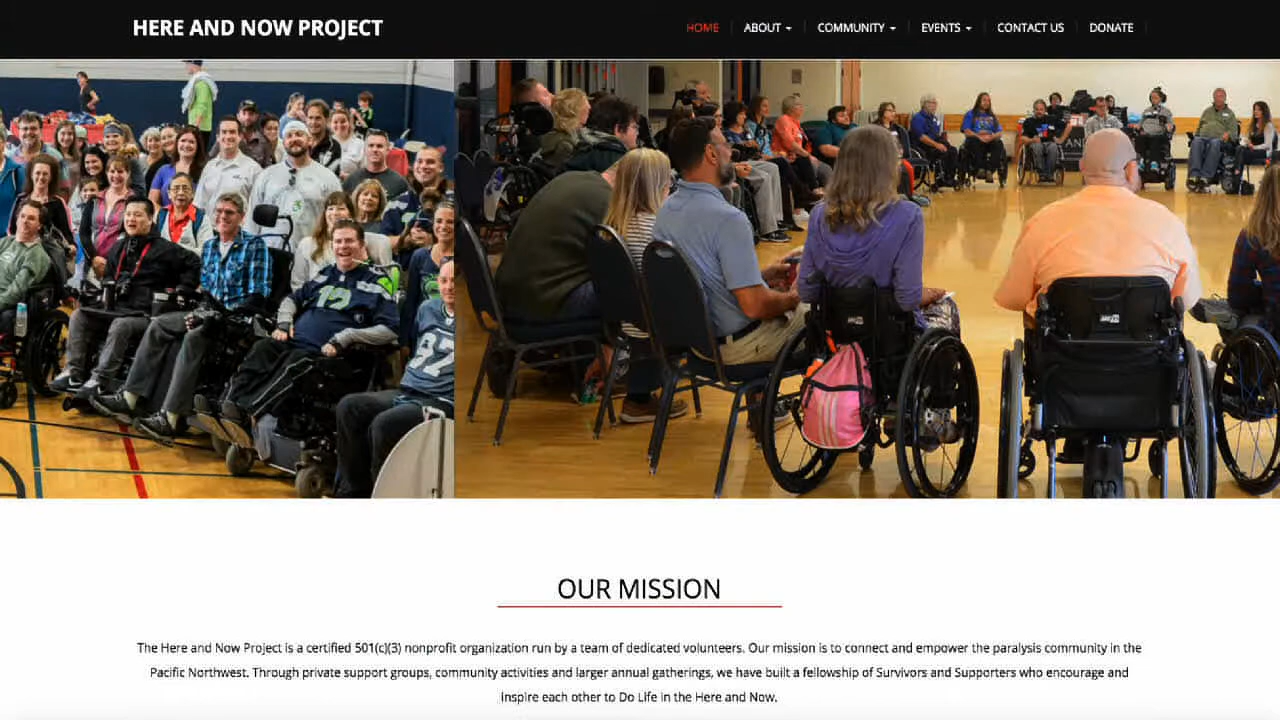 HERE AND NOW PROJECT
HOME ABOUT COMMUNITY EVENTS CONTACT US DONATE
12
97
OUR MISSION
The Here and Now Project is a certified 501(c)(3) nonprofit organization run by a team of dedicated volunteers. Our mission is to connect and empower the paralysis community in the
Pacific Northwest. Through private support groups, community activities and larger annual gatherings, we have built a fellowship of Survivors and Supporters who encourage and
inspire each other to Do Life in the Here and Now.